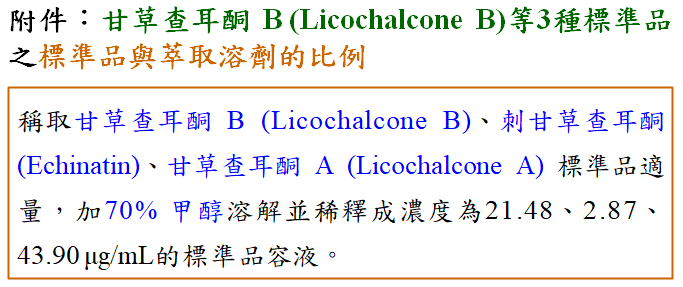 附件：甘草查耳酮 B (Licochalcone B)等3種標準品
之標準品與萃取溶劑的比例
稱取甘草查耳酮 B (Licochalcone B)、刺甘草查耳酮
(Echinatin)、甘草查耳酮 A (Licochalcone A) 標準品適
量，加70% 甲醇溶解並稀釋成濃度為21.48、2.87、
43.90 μg/mL的標準品容液。